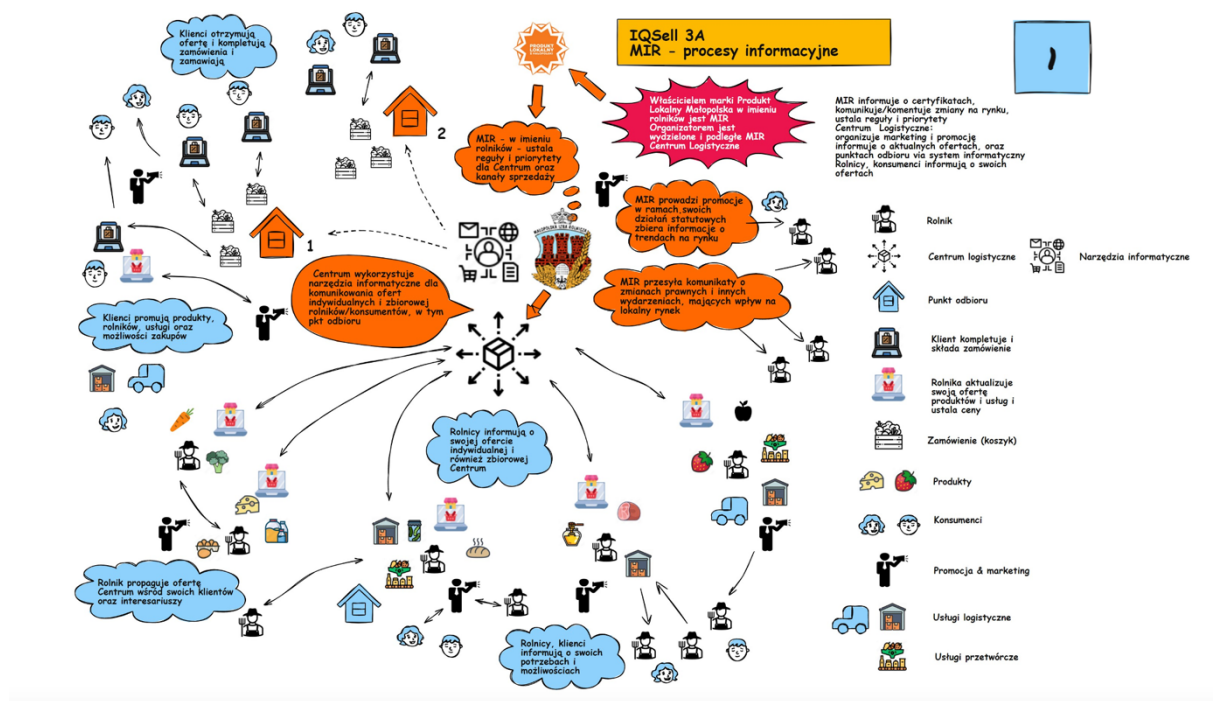 IQSell 3A
MIR - procesy informacyjne
1
PRODUKT
LOKALNY
Klienci otrzymują
ofertę i kompletują
zamówienia i
zamawiają
2
1
MIR - w imieniu
rolników - ustala
reguły i priorytety
dla Centrum oraz
kanały sprzedaży
Właścicielem marki Produkt
Lokalny Małopolska w imieniu
rolników jest MIR
Organizatorem jest
wydzielone i podległe MIR
Centrum Logistyczne
MIR informuje o certyfikatach,
komunikuje/komentuje zmiany na rynku,
ustala reguły i priorytety
Centrum Logistyczne:
organizuje marketing i promocję
informuje o aktualnych ofertach, oraz
punktach odbioru via system informatyczny
Rolnicy, konsumenci informują o swoich
ofertach
MIR prowadzi promocje
w ramach,swoich
działań statutowych
zbiera informacje o
trendach na rynku
MIR przesyła komunikaty o
zmianach prawnych i innych
wydarzeniach, mających wpływ na
lokalny rynek
Centrum wykorzystuje
narzędzia informatyczne dla
komunikowania ofert
indywidualnych i zbiorowej
rolników/konsumentów, w tym
pkt odbioru
Klienci promują produkty,
rolników, usługi oraz
możliwości zakupów
Rolnicy informują o
swojej ofercie
indywidualnej i
również zbiorowej
Centrum
Rolnik propaguje ofertę
Centrum wśród swoich klientów
oraz interesariuszy
Rolnicy, klienci
informują o swoich
potrzebach i
możliwościach
Rolnik
Centrum logistyczne
Narzędzia informatyczne
Punkt odbioru
Klient kompletuje i
składa zamówienie
Rolnika aktualizuje
swoją ofertę
produktów i usług i
ustala ceny
Zamówienie (koszyk)
Produkty
Konsumenci
Promocja & marketing
Usługi logistyczne
Usługi przetwórcze